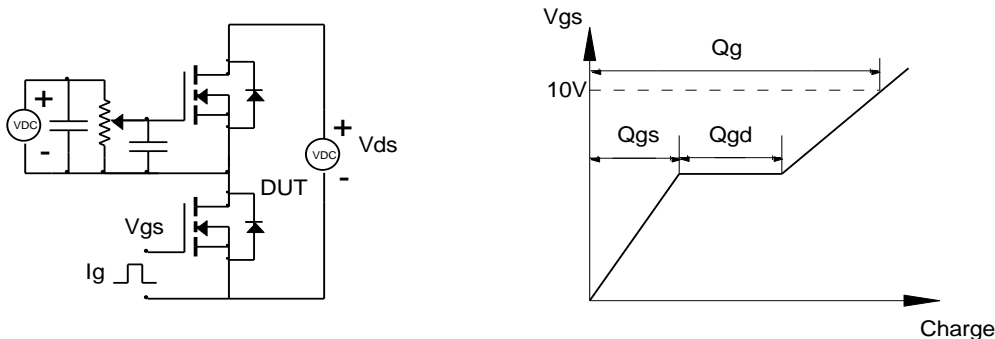 +
VDC
-
+
VDC
-
Vds
DUT
Vgs
Ig
Vgs
Qg
10V
Qgs
Qgd
Charge